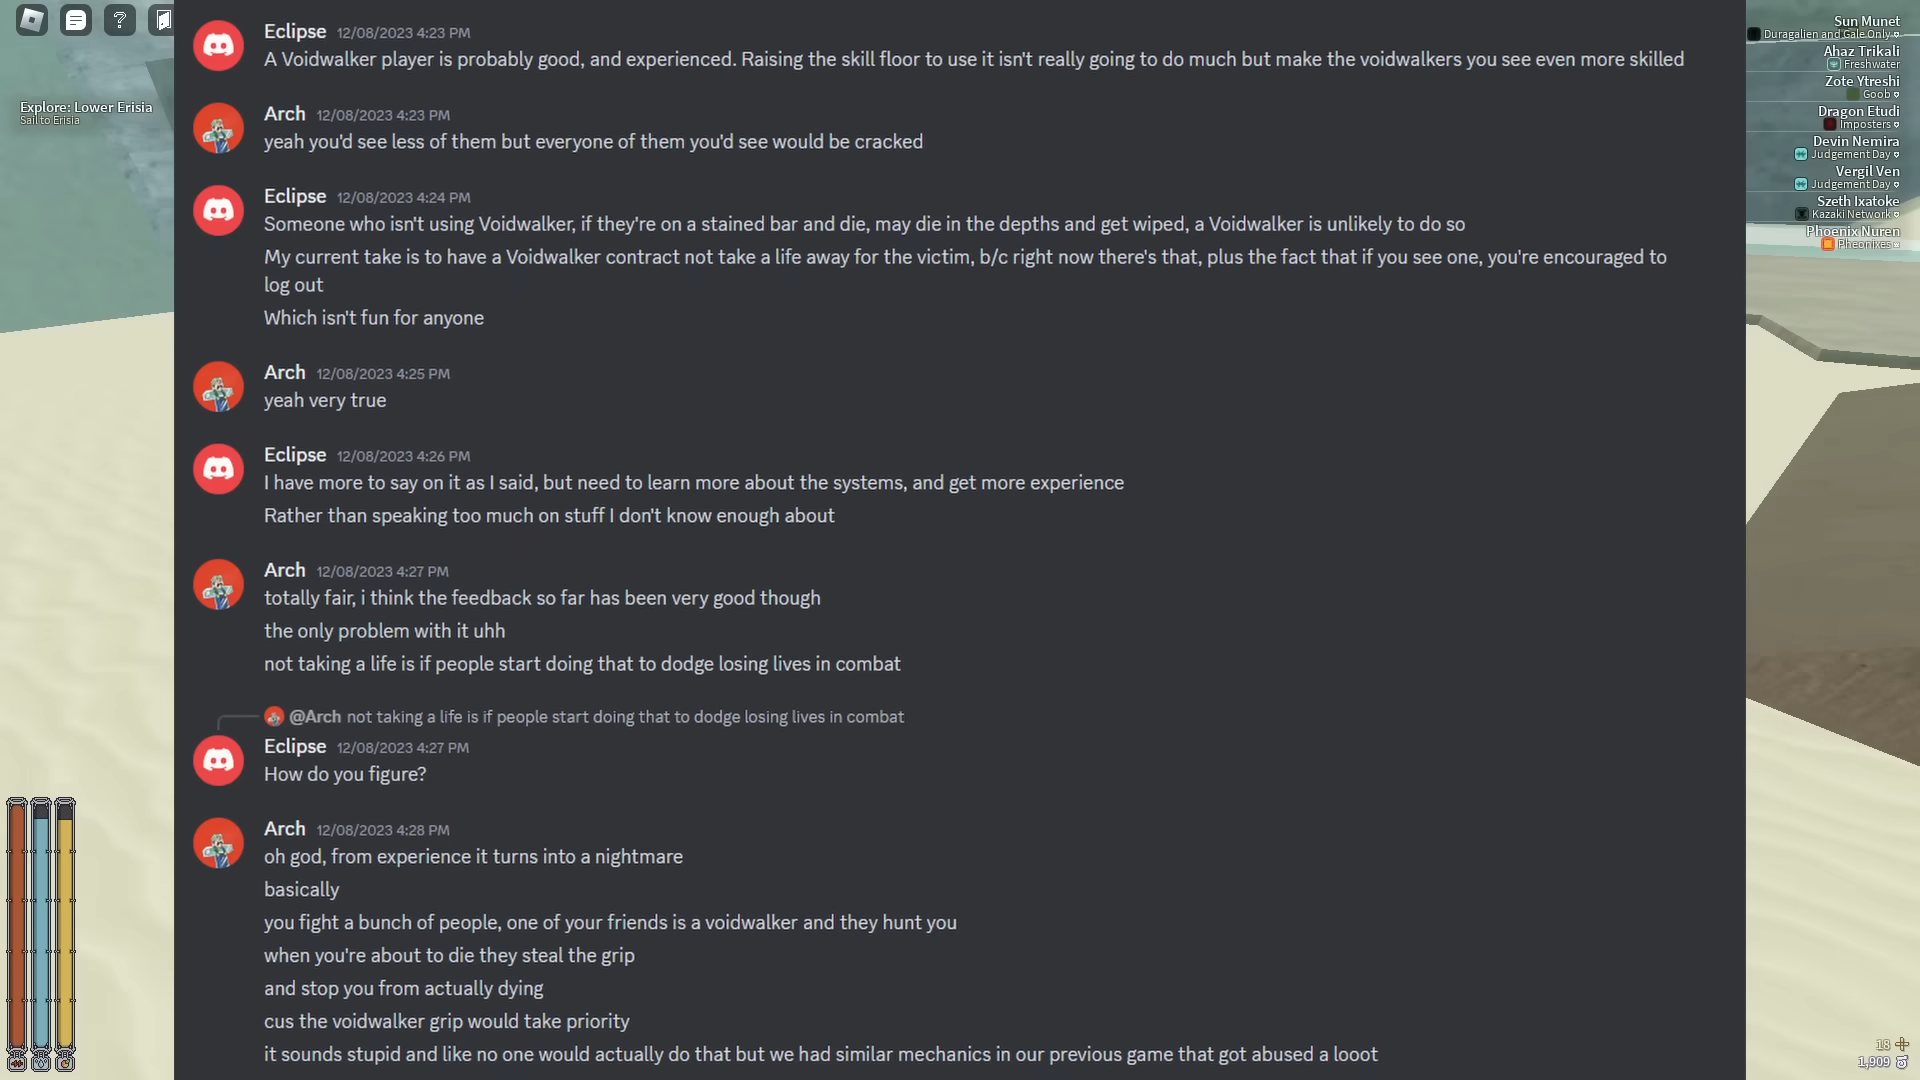 Explore: Lower Erisia
Sail to Erisia
Eclipse 12/08/2023 4:23 PM
A Voidwalker player is probably good, and experienced. Raising the skill floor to use it isn't really going to do much but make the voidwalkers you see even more skilled
Arch 12/08/2023 4:23 PM
yeah you'd see less of them but everyone of them you'd see would be cracked
Eclipse 12/08/2023 4:24 PM
Someone who isn't using Voidwalker, if they're on a stained bar and die, may die in the depths and get wiped, a Voidwalker is unlikely to do so
My current take is to have a Voidwalker contract not take a life away for the victim, b/c right now there's that, plus the fact that if you see one, you're encouraged to
log out
Which isn't fun for anyone
Arch 12/08/2023 4:25 PM
yeah very true
Eclipse 12/08/2023 4:26 PM
I have more to say on it as I said, but need to learn more about the systems, and get more experience
Rather than speaking too much on stuff I don't know enough about
Arch 12/08/2023 4:27 PM
totally fair, i think the feedback so far has been very good though
the only problem with it uhh
not taking a life is if people start doing that to dodge losing lives in combat
@Arch not taking a life is if people start doing that to dodge losing lives in combat
Eclipse 12/08/2023 4:27 PM
How do you figure?
Arch 12/08/2023 4:28 PM
oh god, from experience it turns into a nightmare
basically
you fight a bunch of people, one of your friends is a voidwalker and they hunt you
when you're about to die they steal the grip
and stop you from actually dying
cus the voidwalker grip would take priority
it sounds stupid and like no one would actually do that but we had similar mechanics in our previous game that got abused a looot
Sun Munet
Duragalien and Gale Only
Ahaz Trikali
Freshwater
Zote Ytreshi
Goob
Dragon Etudi
Imposters
Devin Nemira
Judgement Day
Vergil Ven
Judgement Day
Szeth Ixatoke
Kazaki Network
Phoenix Nuren
Pheonixes
18
1,909